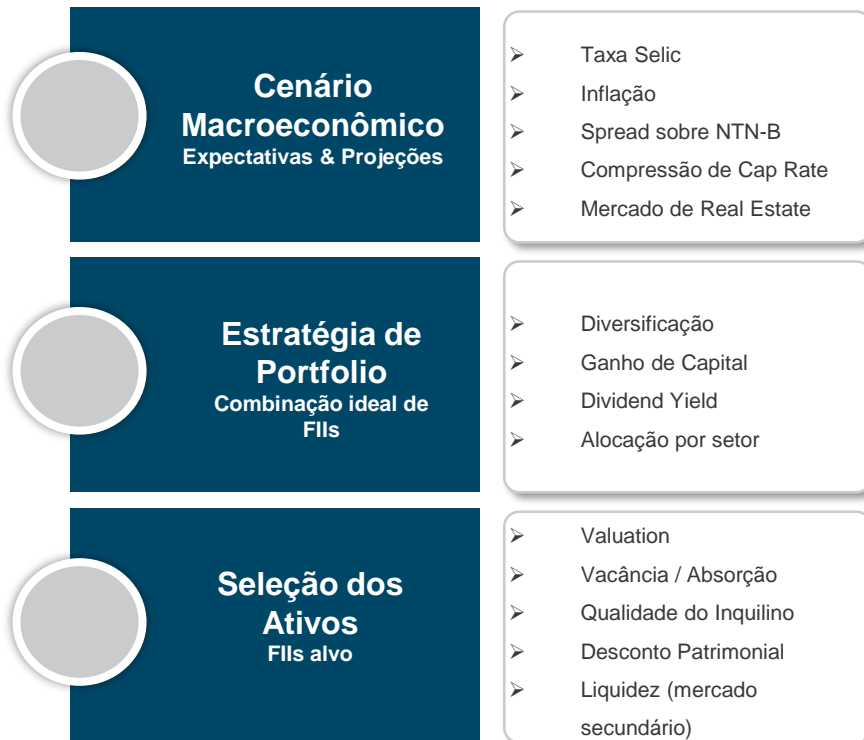 Cenário
Macroeconômico
Expectativas & Projeções
➢ Taxa Selic
➢ Inflação
➢ Spread sobre NTN-B
➢ Compressão de Cap Rate
➢ Mercado de Real Estate
Estratégia de
Portfolio
Combinação ideal de
FIIs
➢ Diversificação
➢ Ganho de Capital
➢ Dividend Yield
➢ Alocação por setor
Seleção dos
Ativos
FIIs alvo
➢ Valuation
➢ Vacância / Absorção
➢ Qualidade do Inquilino
➢ Desconto Patrimonial
➢ Liquidez (mercado
secundário)